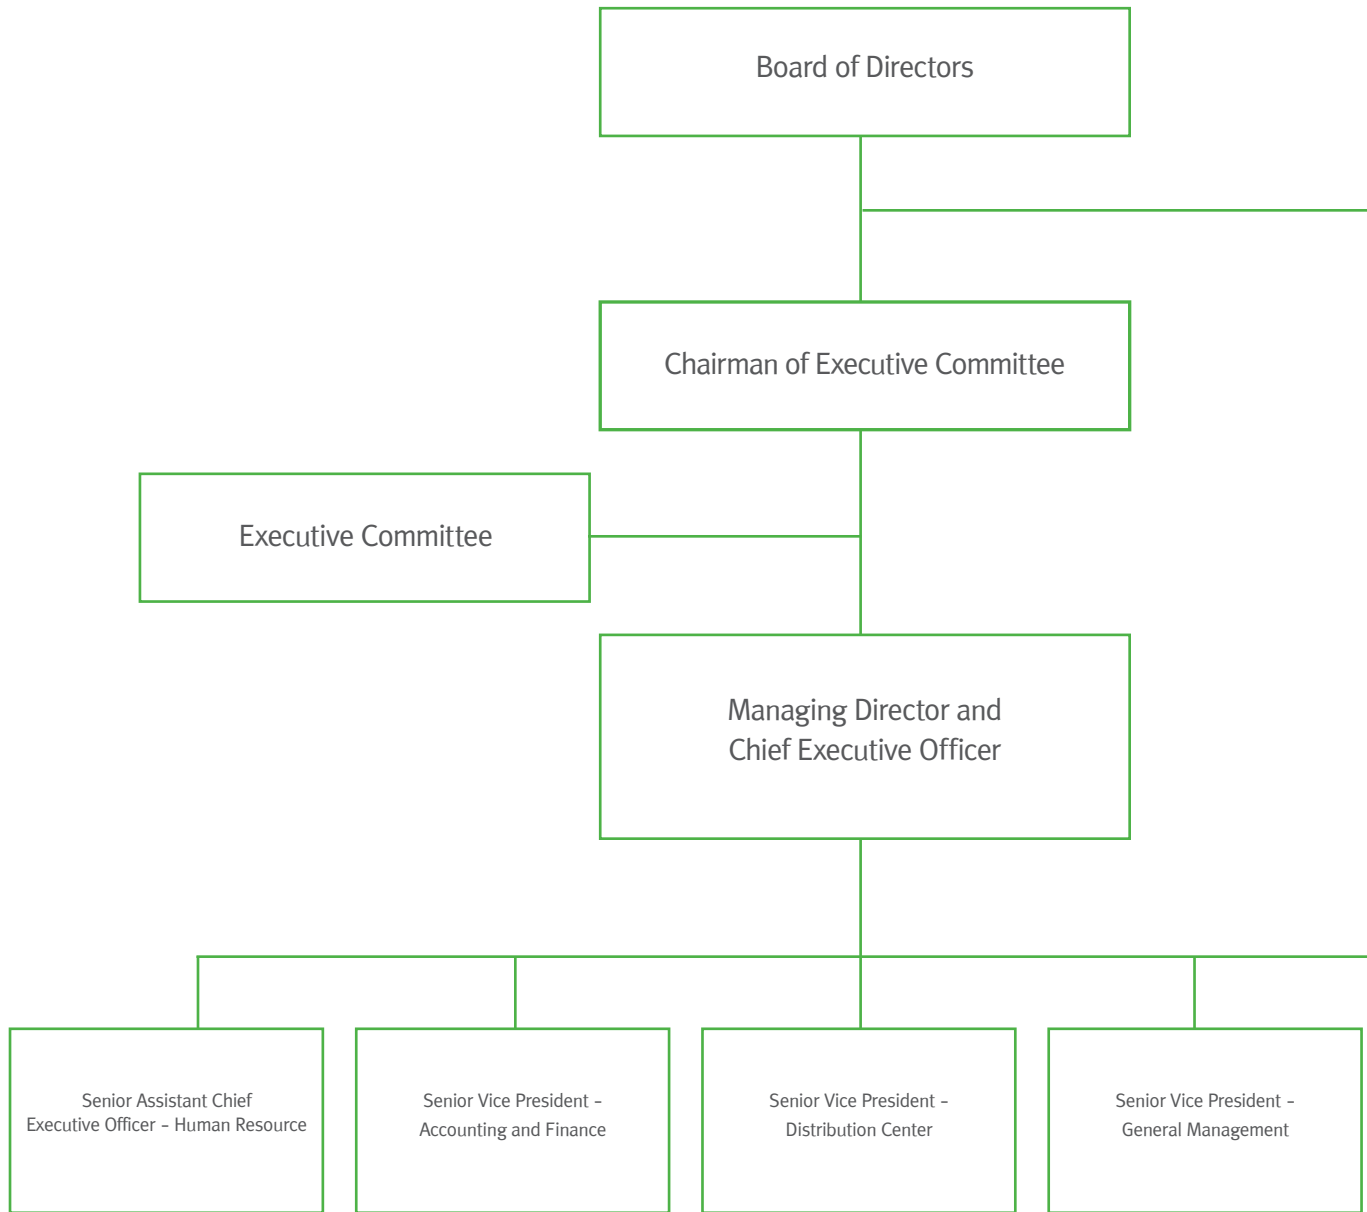 Board of Directors
Chairman of Executive Committee
Executive Committee
Managing Director and
Chief Executive Officer
Senior Assistant Chief
Executive Officer – Human Resource
Senior Vice President –
Accounting and Finance
Senior Vice President –
Distribution Center
Senior Vice President –
General Management